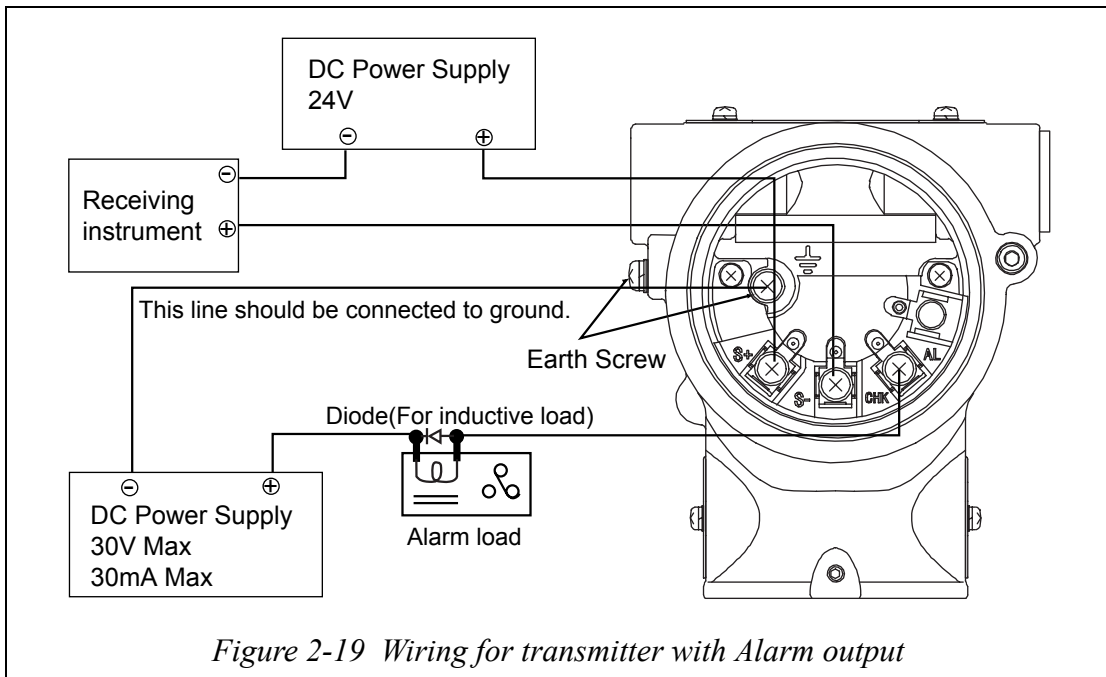 DC Power Supply
24V
Receiving
instrument
This line should be connected to ground.
Earth Screw
S+
S-
CHK
AL
Diode(For inductive load)
DC Power Supply
30V Max
30mA Max
Alarm load
Figure 2-19 Wiring for transmitter with Alarm output